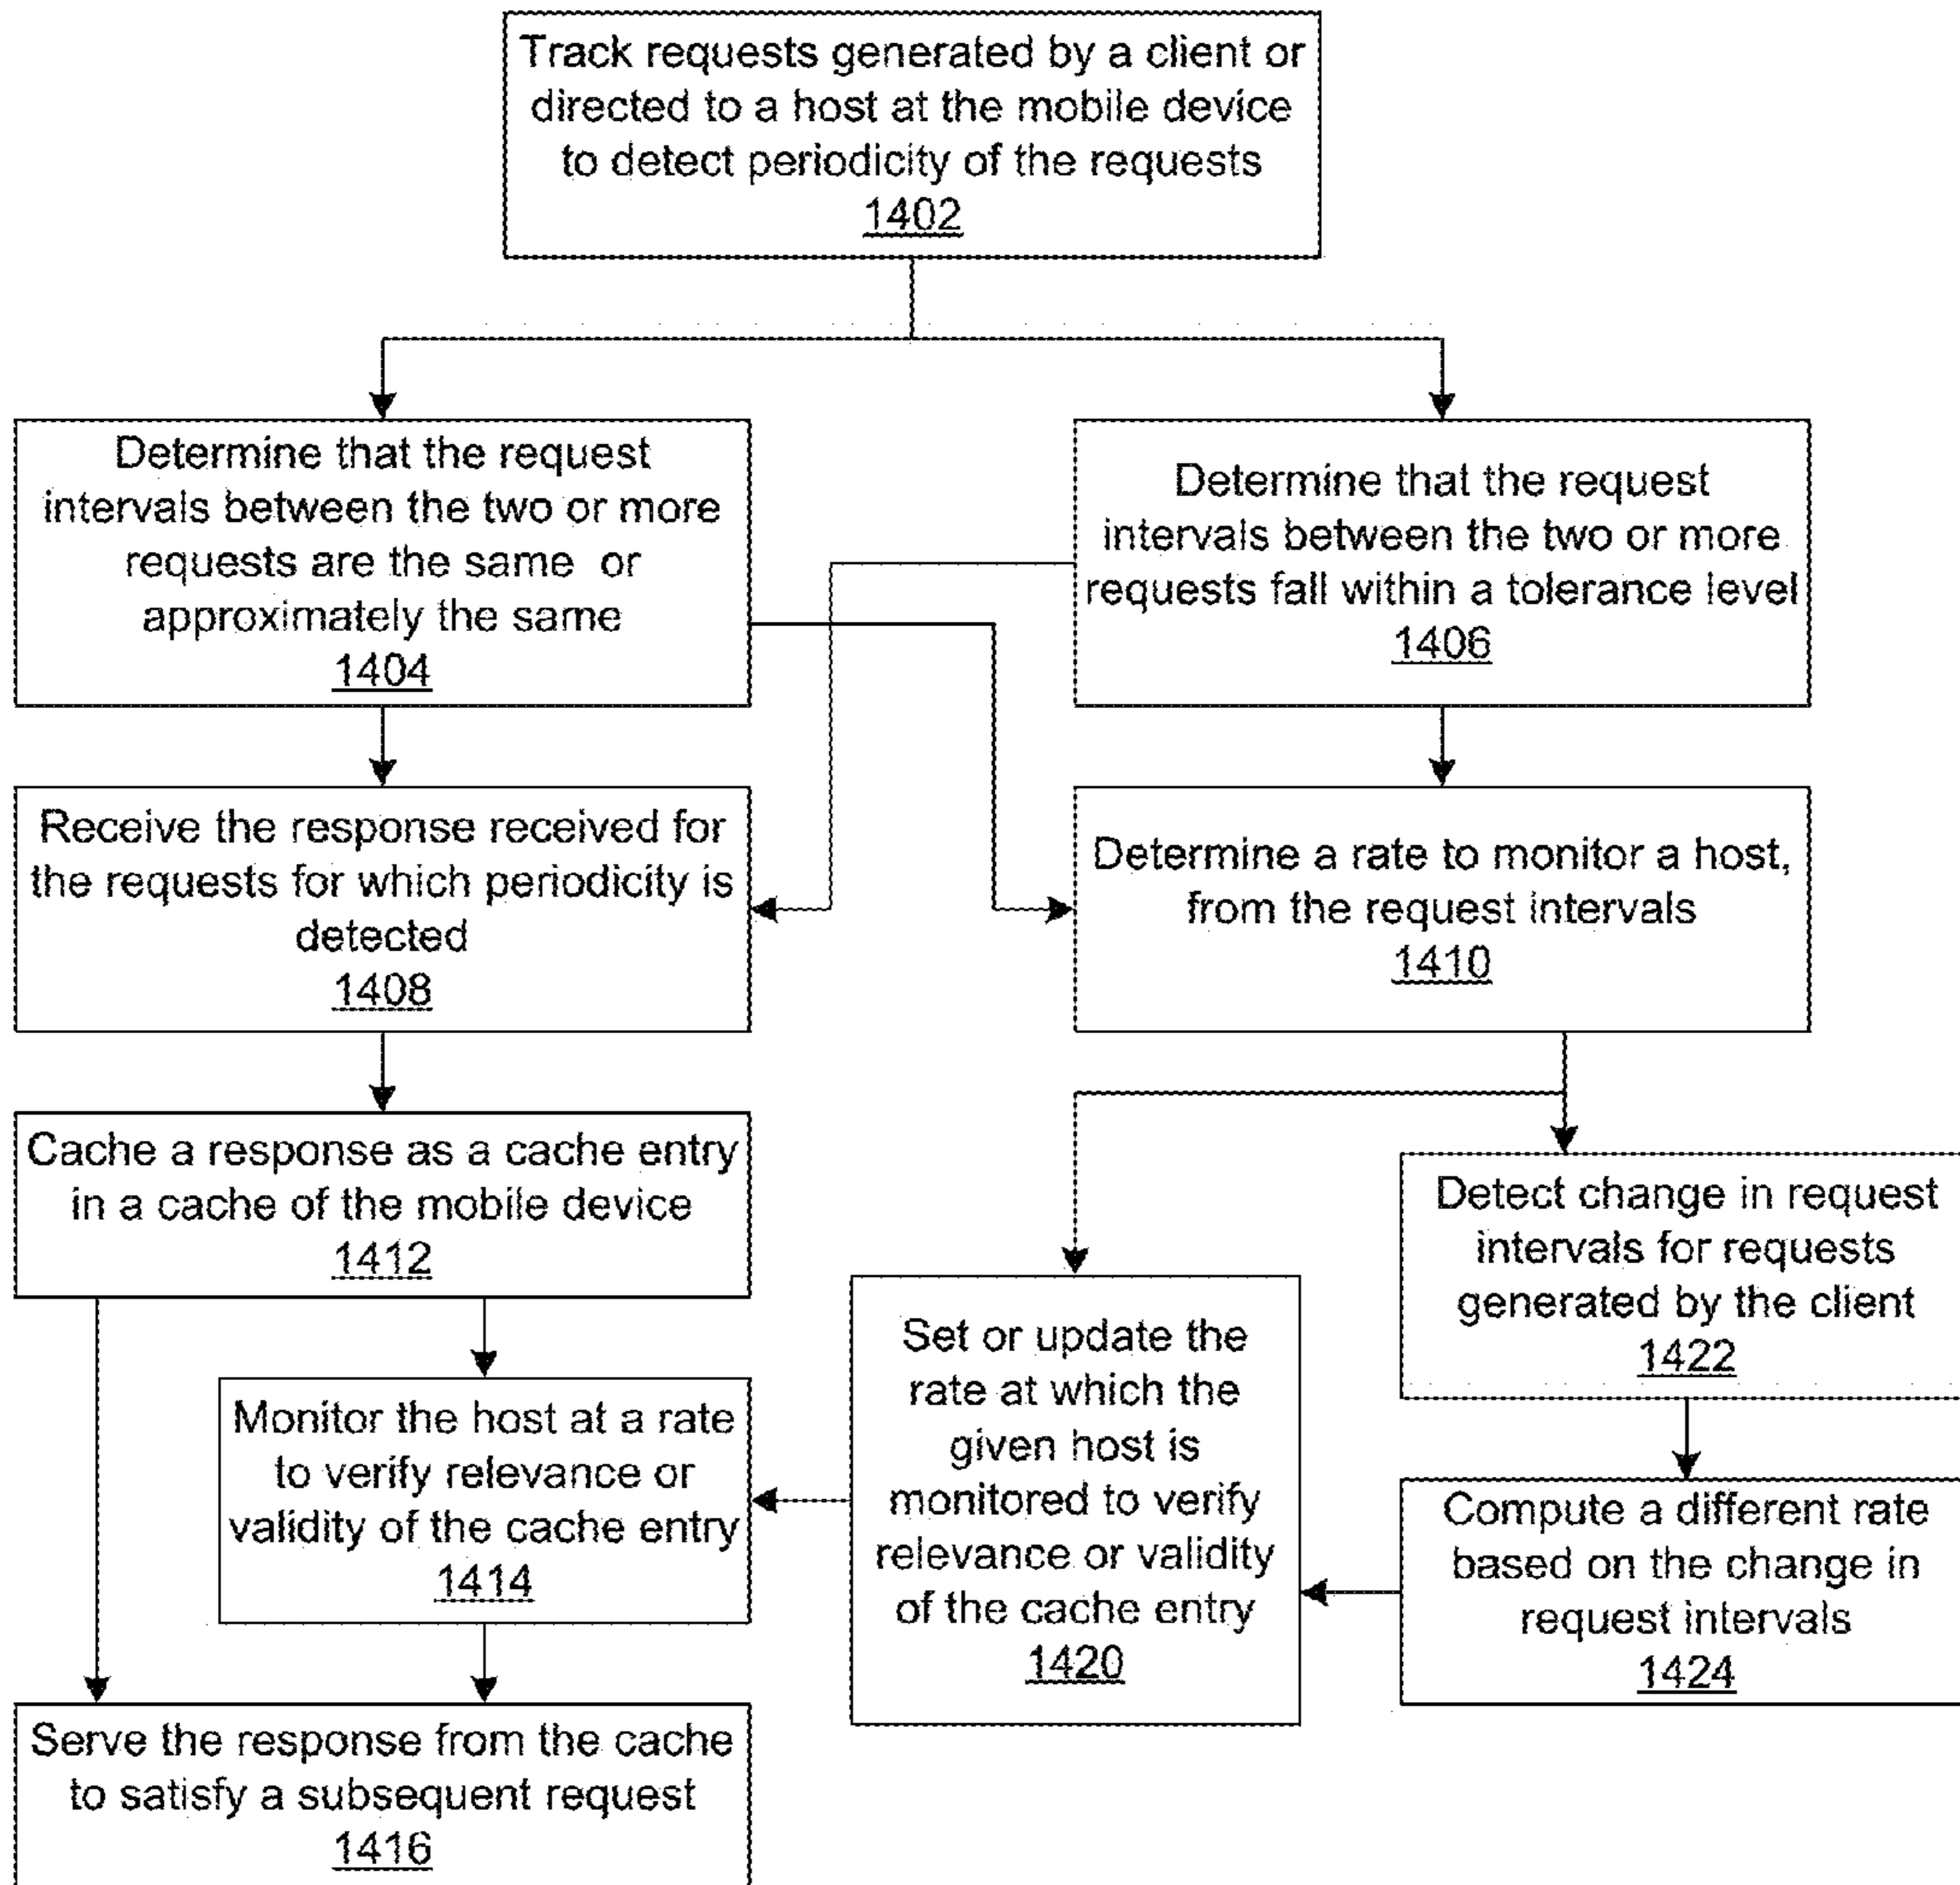 Track requests generated by a client or
directed to a host at the mobile device
to detect periodicity of the requests
1402
Determine that the request
intervals between the two or more
requests are the same or
approximately the same
1404
Determine that the request
intervals between the two or more
requests fall within a tolerance level
1406
Receive the response received for
the requests for which periodicity is
detected
1408
Determine a rate to monitor a host,
from the request intervals
1410
Cache a response as a cache entry
in a cache of the mobile device
1412
Detect change in request
intervals for requests
generated by the client
1422
Set or update the
rate at which the
given host is
monitored to verify
relevance or validity
of the cache entry
1420
Monitor the host at a rate
to verify relevance or
validity of the cache entry
1414
Compute a different rate
based on the change in
request intervals
1424
Serve the response from the cache
to satisfy a subsequent request
1416